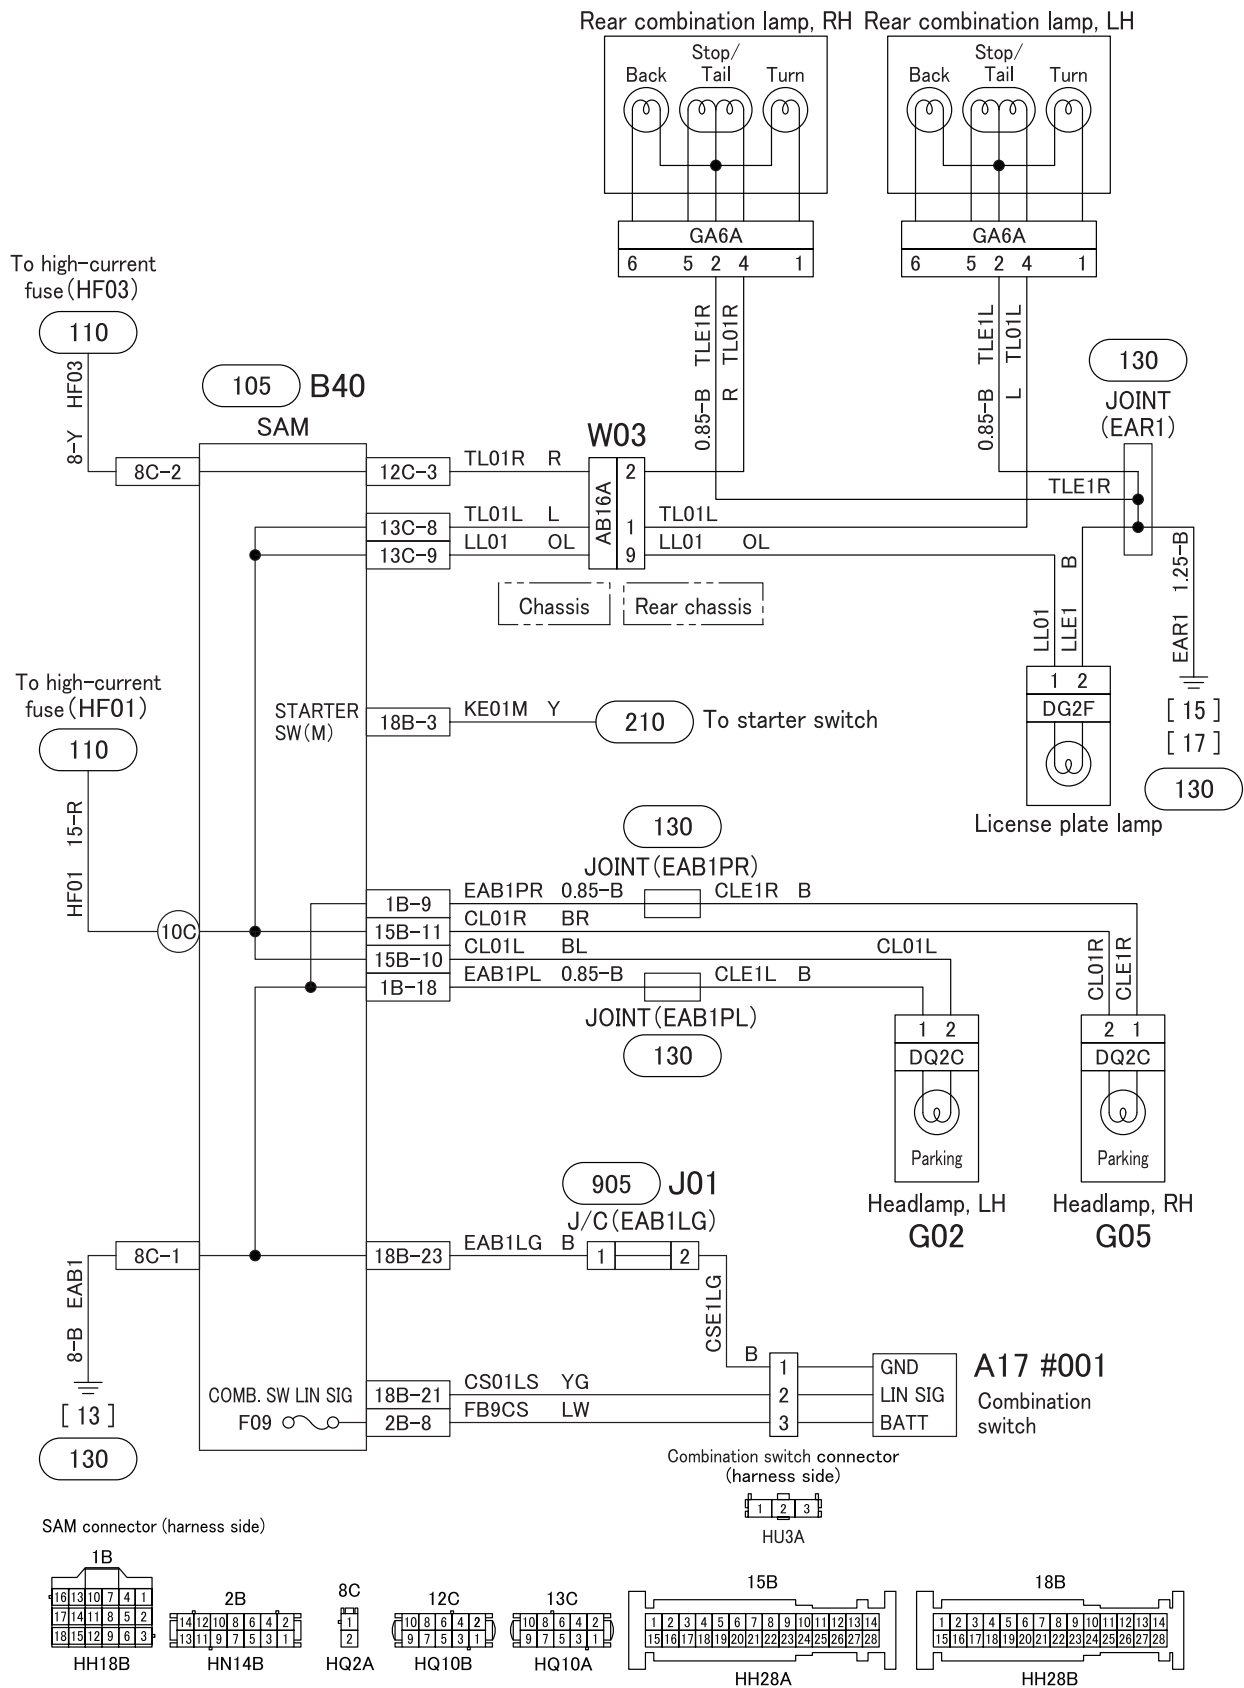 Rear combination lamp, RH Rear combination lamp, LH
Stop/ Stop/
Back Tail Turn Back Tail Turn
GA6A GA6A
6 5 2 4 1 6 5 2 4 1
To high-current
fuse(HF03)
110
HF03
8-Y
105 B40
SAM
0.85-B TLE1R
R TL01R
0.85-B TLE1L
L TL01L
130
JOINT
(EAR1)
W03
8C-2 12C-3 TL01R R 2
TLE1R
AB16A
13C-8 TL01L L 1 TL01L
13C-9 LL01 OL 9 LL01 OL
Chassis Rear chassis
LL01
LLE1 B
EAR1 1.25-B
1 2
DG2F
License plate lamp
[ 15 ]
[ 17 ]
130
To high-current
fuse(HF01)
110
HF01 15-R
STARTER
SW(M)
18B-3 KE01M Y 210 To starter switch
130
JOINT(EAB1PR)
1B-9 EAB1PR 0.85-B CLE1R B
10C 15B-11 CL01R BR
15B-10 CL01L BL CL01L
1B-18 EAB1PL 0.85-B CLE1L B
JOINT(EAB1PL)
130
CL01R
CLE1R
1 2 2 1
DQ2C DQ2C
Parking Parking
Headlamp, LH Headlamp, RH
G02 G05
905 J01
J/C(EAB1LG)
8C-1 18B-23 EAB1LG B 1 2
8-B EAB1
CSE1LG
B
[ 13 ]
130
1 GND
COMB. SW LIN SIG 18B-21 CS01LS YG 2 LIN SIG
F09 2B-8 FB9CS LW 3 BATT
A17 #001
Combination
switch
Combination switch connector
(harness side)
1 2 3
HU3A
SAM connector (harness side)
1B
16 13 10 7 4 1
17 14 11 8 5 2
18 15 12 9 6 3
HH18B
2B
14 12 10 8 6 4 2
13 11 9 7 5 3 1
HN14B
8C
1
2
HQ2A
12C
10 8 6 4 2
9 7 5 3 1
HQ10B
13C
10 8 6 4 2
9 7 5 3 1
HQ10A
15B
1 2 3 4 5 6 7 8 9 10 11 12 13 14
15 16 17 18 19 20 21 22 23 24 25 26 27 28
HH28A
18B
1 2 3 4 5 6 7 8 9 10 11 12 13 14
15 16 17 18 19 20 21 22 23 24 25 26 27 28
HH28B